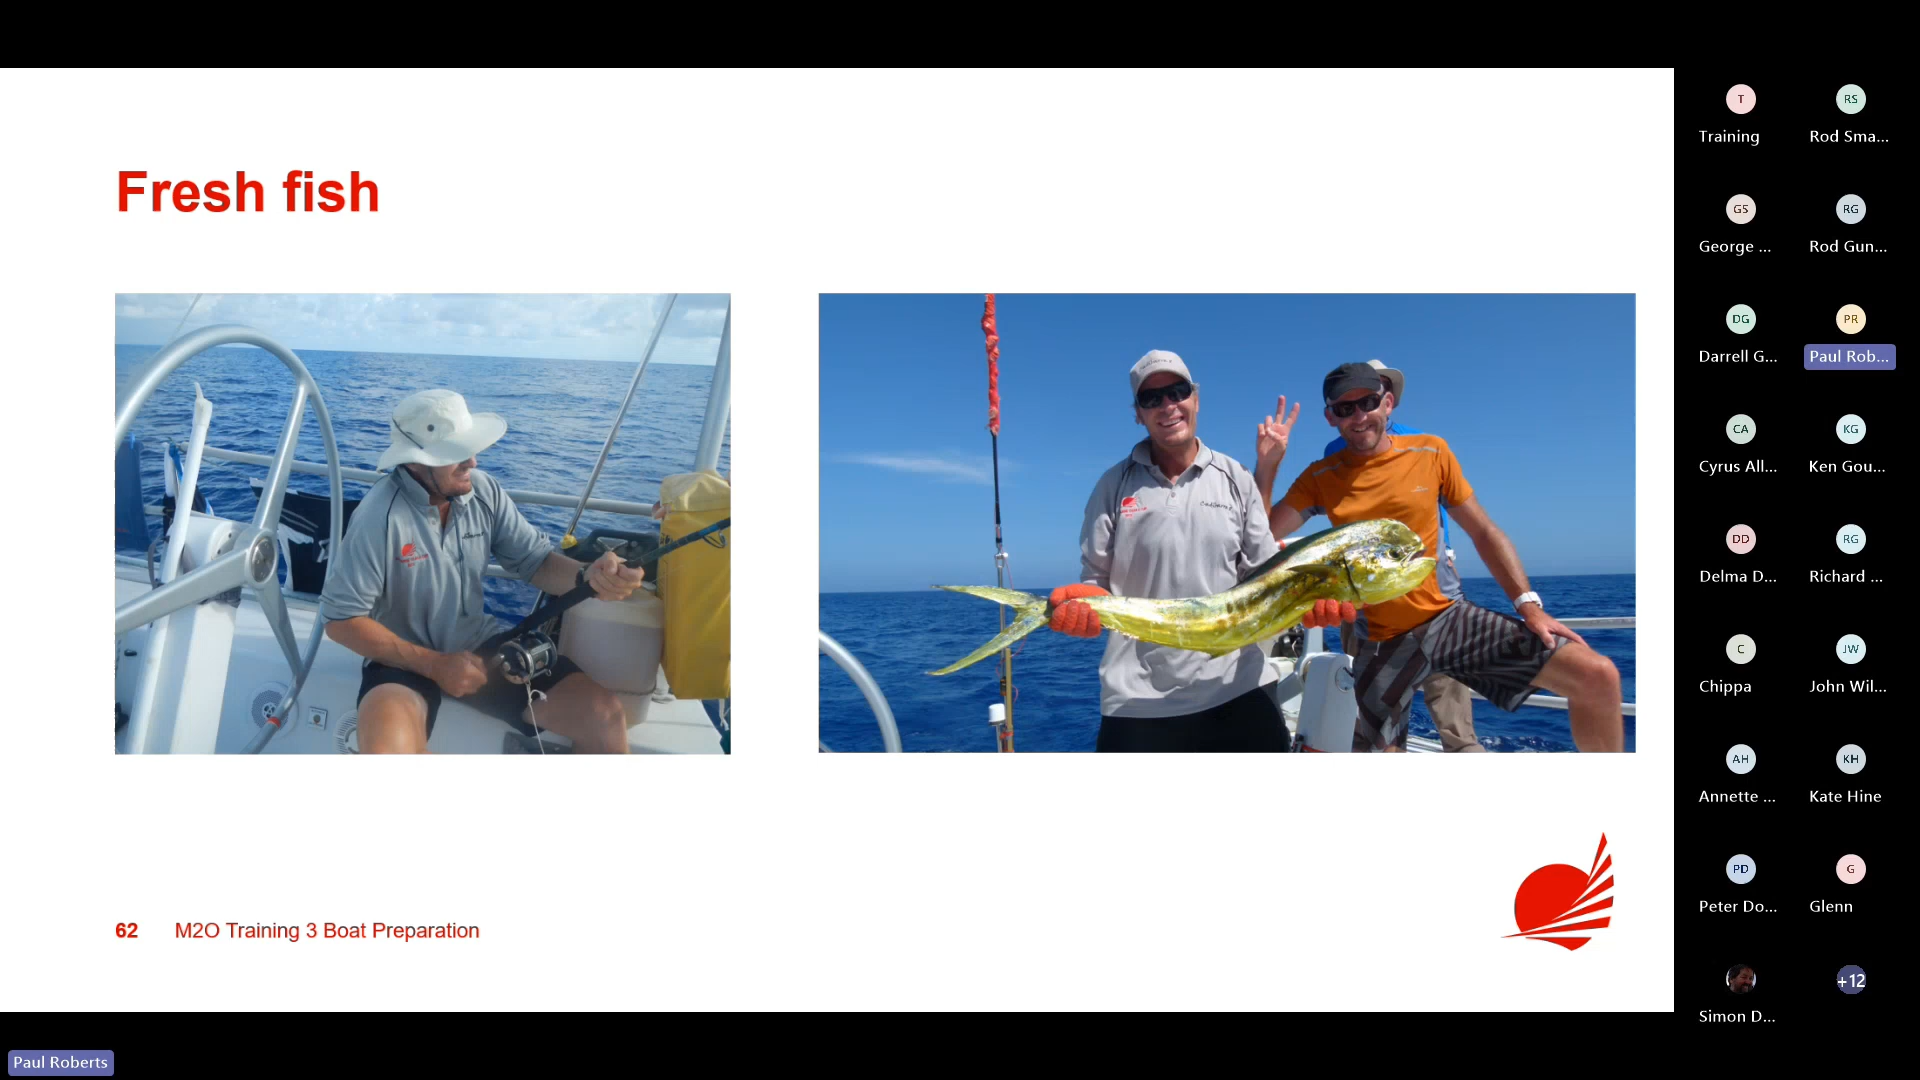 Fresh fish
62 M2O Training 3 Boat Preparation
T
RS
Training
Rod Sma...
GS
RG
George ...
Rod Gun...
DG
PR
Darrell G...
Paul Rob...
CA
KG
Cyrus All...
Ken Gou...
DD
RG
Delma D...
Richard ...
C
JW
Chippa
John Wil...
AH
KH
Annette ...
Kate Hine
PD
G
Peter Do...
Glenn
+12
Simon D...
Paul Roberts